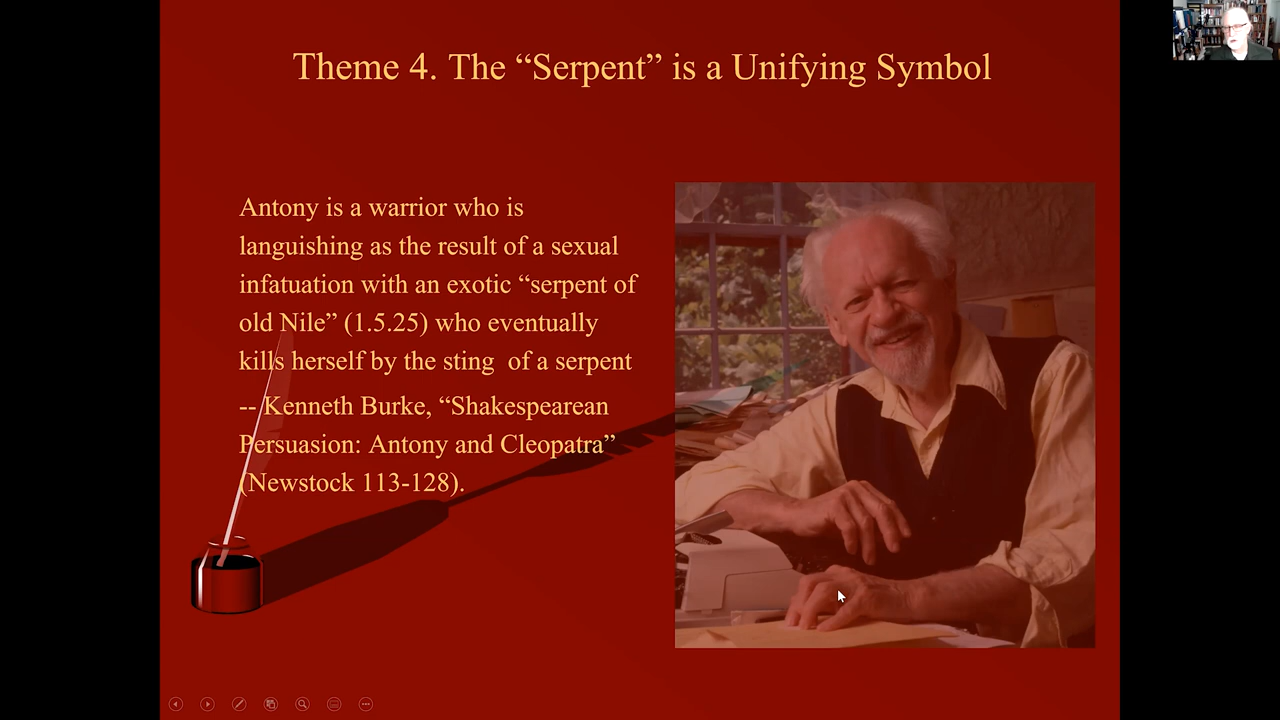 Theme 4. The “Serpent” is a Unifying Symbol
Antony is a warrior who is
languishing as the result of a sexual
infatuation with an exotic “serpent of
old Nile” (1.5.25) who eventually
kills herself by the sting  of a serpent
-- Kenneth Burke, “Shakespearean
Persuasion: Antony and Cleopatra”
(Newstock 113-128).